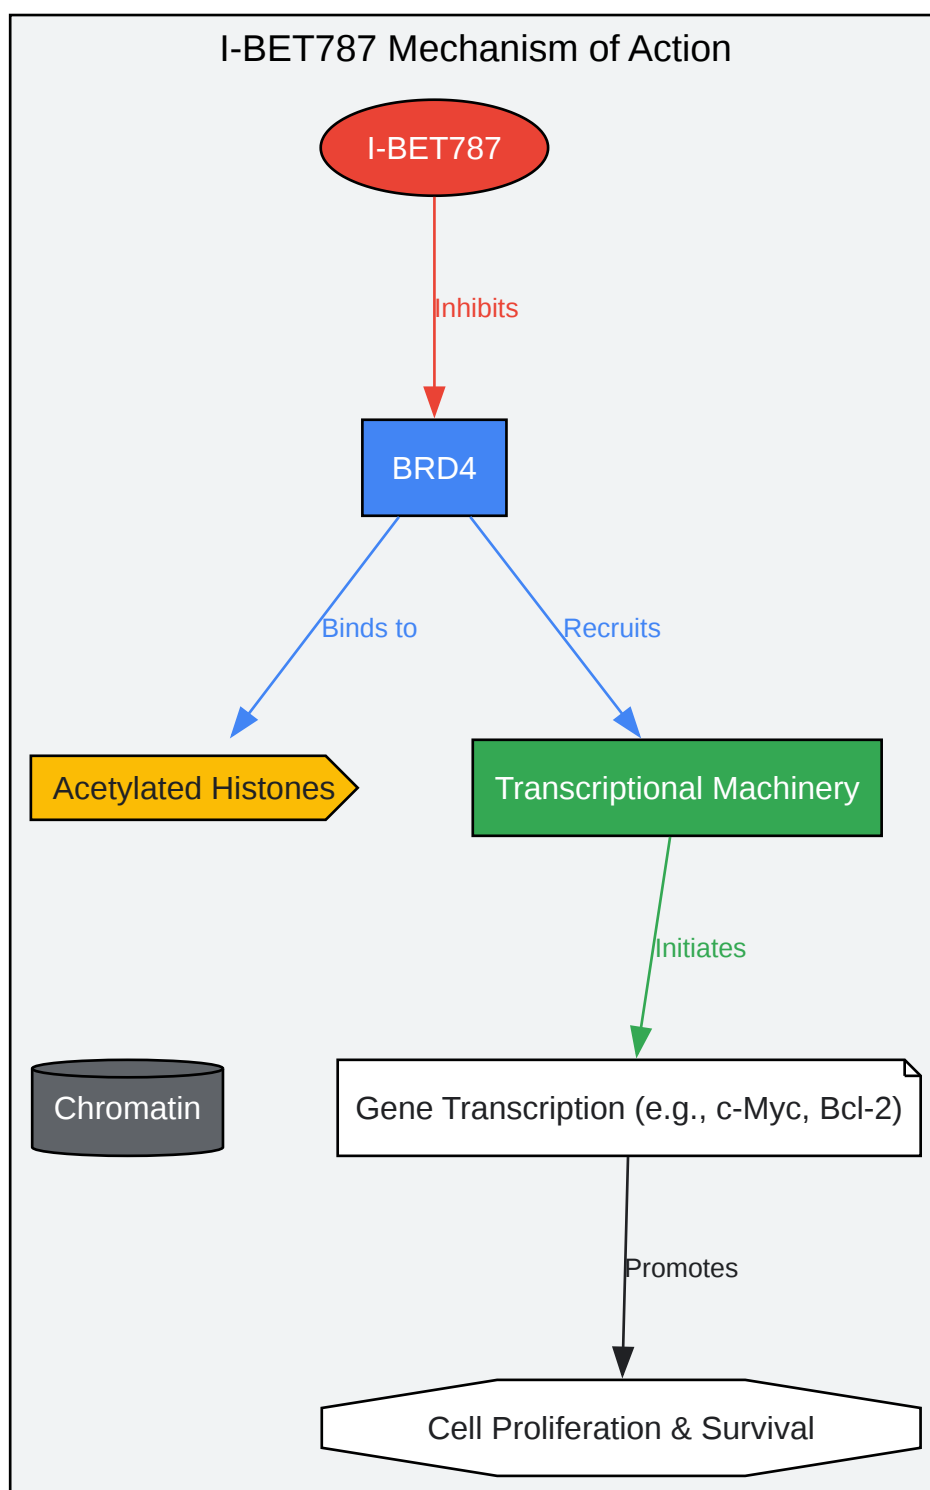 I-BET787 Mechanism of Action
I-BET787
Inhibits
BRD4
Binds to
Recruits
Acetylated Histones
Transcriptional Machinery
Initiates
Chromatin
Gene Transcription (e.g., c-Myc, Bcl-2)
Promotes
Cell Proliferation & Survival